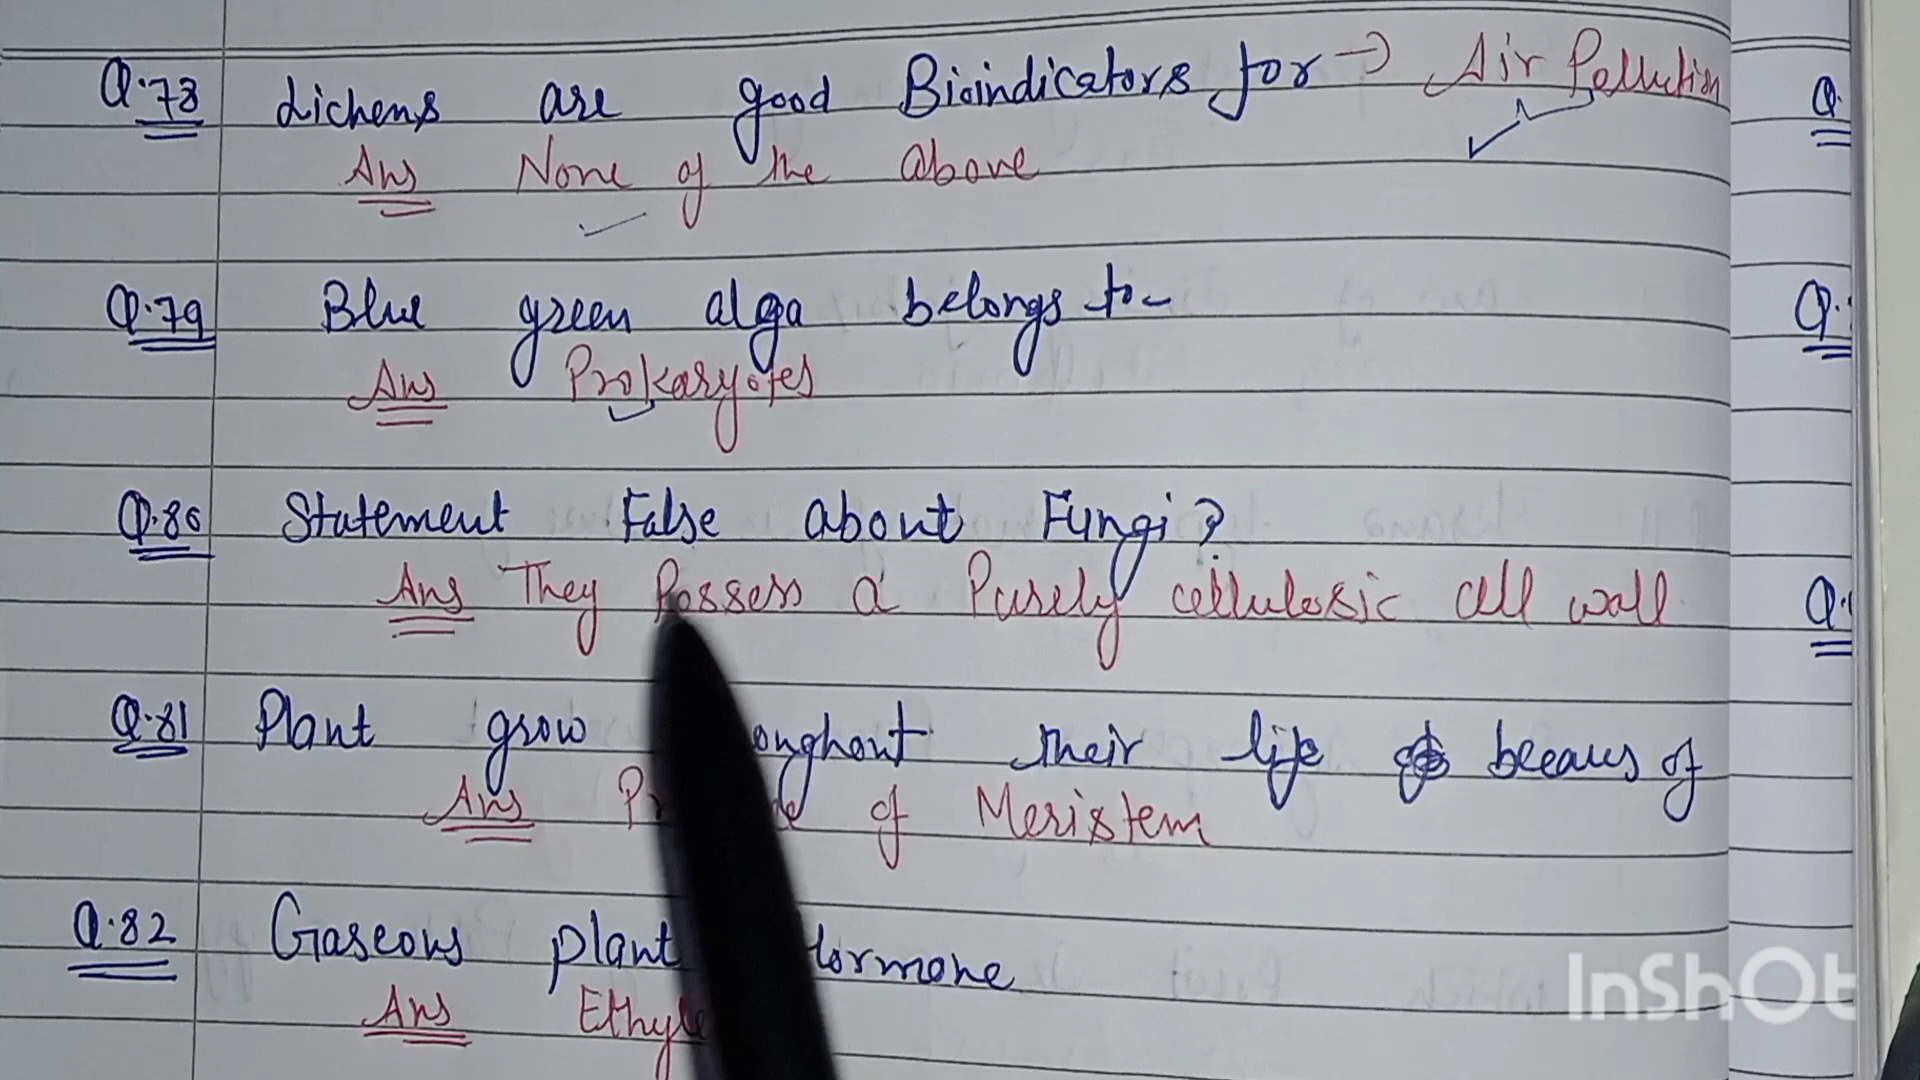 Q.78 Lichens are good Bioindicators for → Air Pollution
Ans None of the above
Q.79 Blue green alga belongs to-
Ans Prokaryotes
Q.80 Statement False about Fungi?
Ans They Possess a Purely cellulosic cell wall
Q.81 Plant grow their life becaus of
Ans of Meristem
Q.82 Gaseous plant Hormone
Ans
Q.
Q.
Q.
InShOt